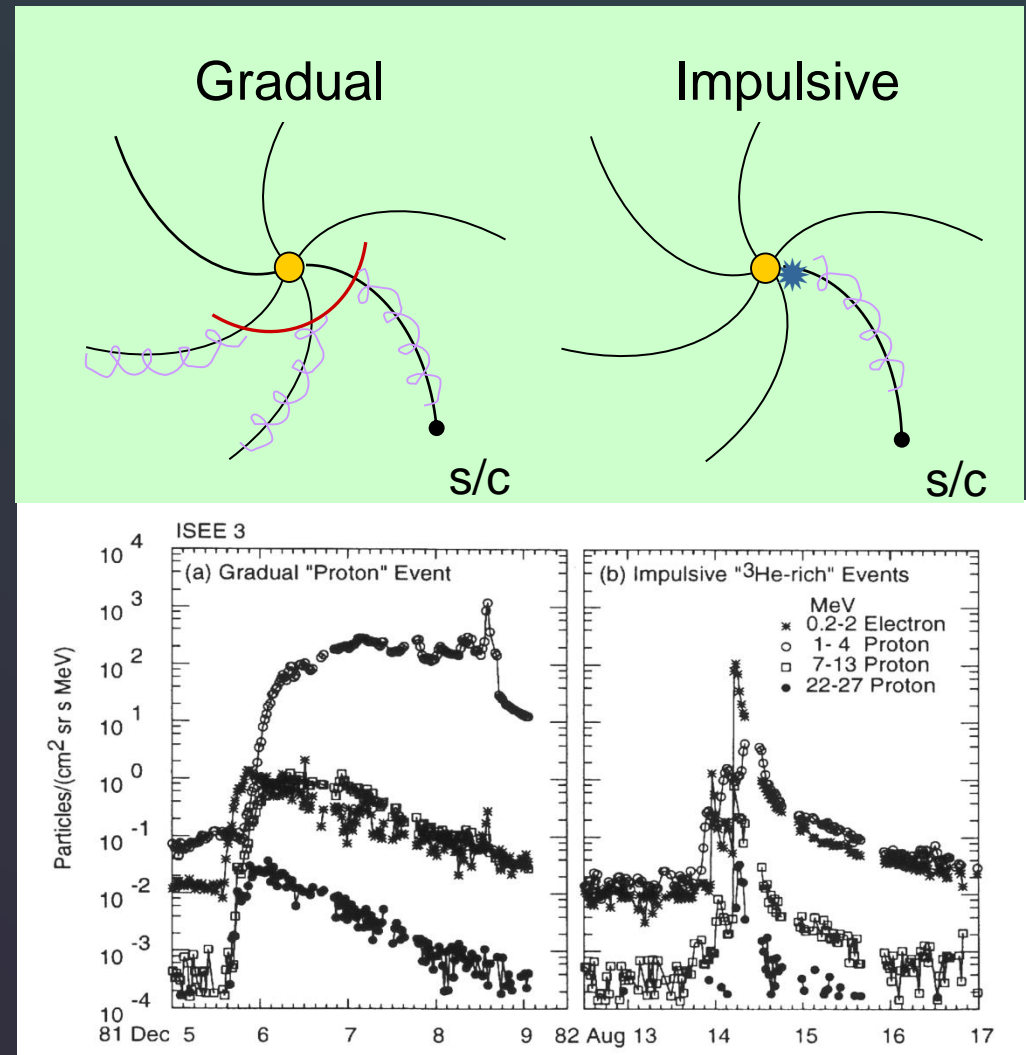 Gradual
Impulsive
s/c
s/c
ISEE 3
(a) Gradual "Proton" Event
(b) Impulsive "³He-rich" Events
MeV
0.2-2 Electron
1- 4 Proton
7-13 Proton
22-27 Proton
Particles/(cm² sr s MeV)
10⁴
10³
10²
10¹
10⁰
10⁻¹
10⁻²
10⁻³
10⁻⁴
81 Dec 5 6 7 8 9
82 Aug 13 14 15 16 17